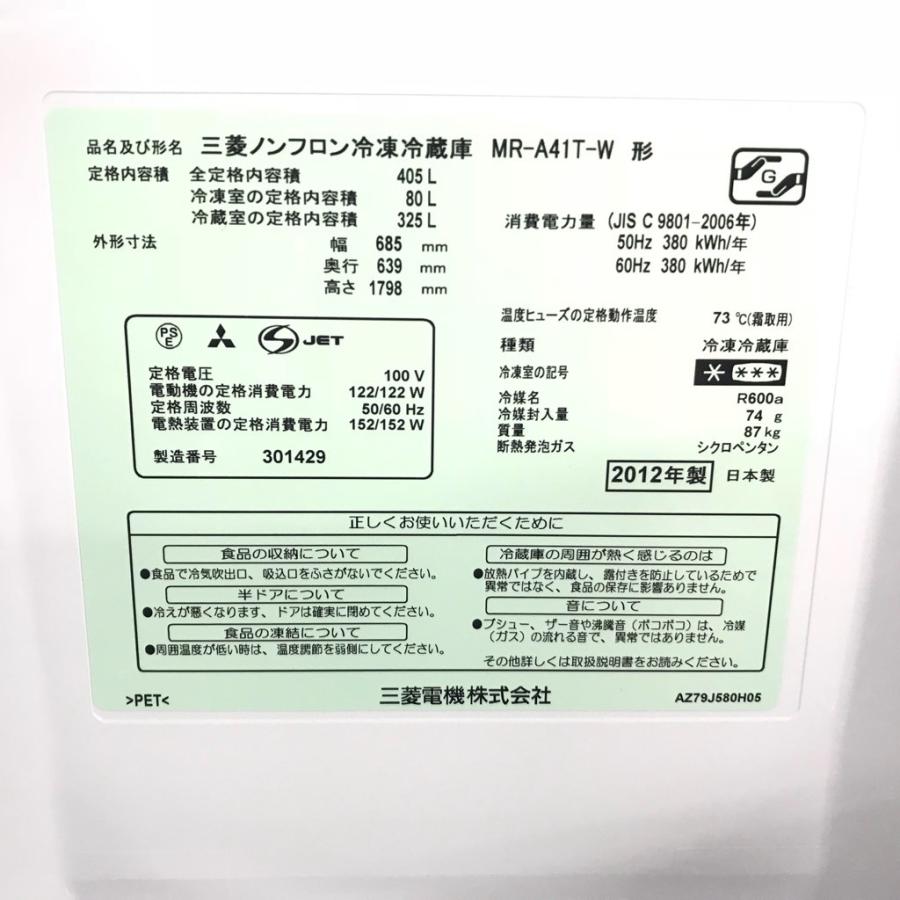 品名及び形名 三菱ノンフロン冷凍冷蔵庫 MR-A41T-W 形
定格内容積 全定格内容積 405 L
冷凍室の定格内容積 80 L
冷蔵室の定格内容積 325 L
外形寸法 幅 685 mm
奥行 639 mm
高さ 1798 mm
G
消費電力量 (JIS C 9801-2006年)
50Hz 380 kWh/年
60Hz 380 kWh/年
PS
E
JET
定格電圧 100 V
電動機の定格消費電力 122/122 W
定格周波数 50/60 Hz
電熱装置の定格消費電力 152/152 W
製造番号 301429
温度ヒューズの定格動作温度 73 ℃(霜取用)
種類 冷凍冷蔵庫
冷凍室の記号 * ***
冷媒名 R600a
冷媒封入量 74 g
質量 87kg
断熱発泡ガス シクロペンタン
2012年製 日本製
正しくお使いいただくために
食品の収納について
●食品で冷気吹出口、吸込口をふさがないでください。
半ドアについて
●冷えが悪くなります、ドアは確実に閉めてください。
食品の凍結について
●周囲温度が低い時は、温度調節を弱側にしてください。
冷蔵庫の周囲が熱く感じるのは
●放熱パイプを内蔵し、露付きを防止しているためで
異常ではなく、食品の保存に影響ありません。
音について
●プシュー、ザー音や沸騰音(ポコポコ)は、冷媒
(ガス)の流れる音で、異常ではありません。
その他詳しくは取扱説明書をお読みください。
>PET<
三菱電機株式会社
AZ79J580H05